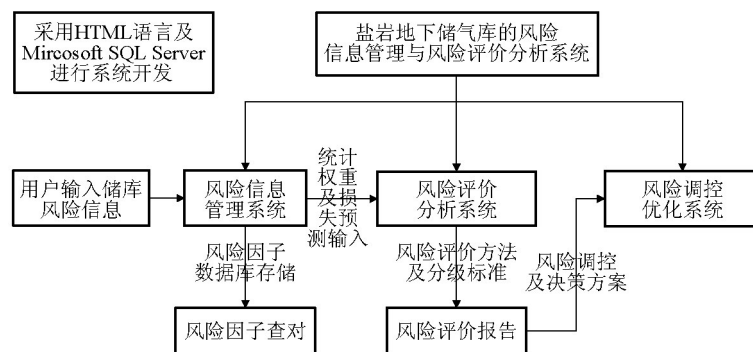 采用HTML语言及
Mircosoft SQL Server
进行系统开发
盐岩地下储气库的风险
信息管理与风险评价分析系统
用户输入储库
风险信息
风险信息
管理系统
统计
权重
及损
失预
测输入
风险评价
分析系统
风险调控
优化系统
风险因子
数据库存储
风险评价方法
及分级标准
风险调控
及决策方案
风险因子查对
风险评价报告